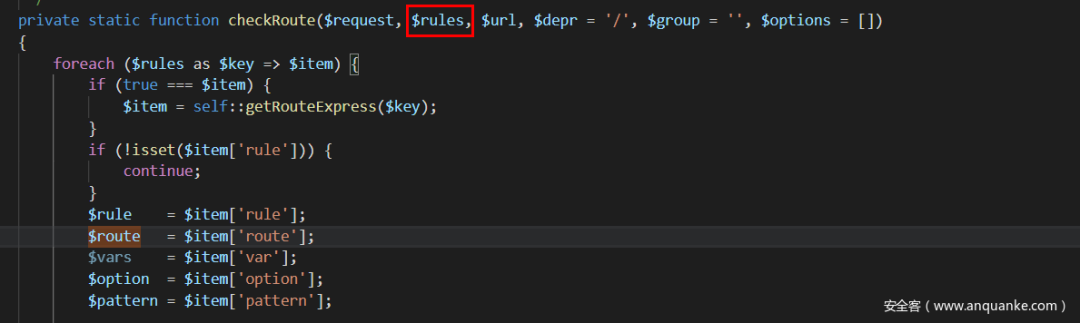 */
private static function checkRoute($request, $rules, $url, $depr = '/', $group = '', $options = [])
{
    foreach ($rules as $key => $item) {
        if (true === $item) {
            $item = self::getRouteExpress($key);
        }
        if (!isset($item['rule'])) {
            continue;
        }
        $rule    = $item['rule'];
        $route   = $item['route'];
        $vars    = $item['var'];
        $option  = $item['option'];
        $pattern = $item['pattern'];
安全客（www.anquanke.com）